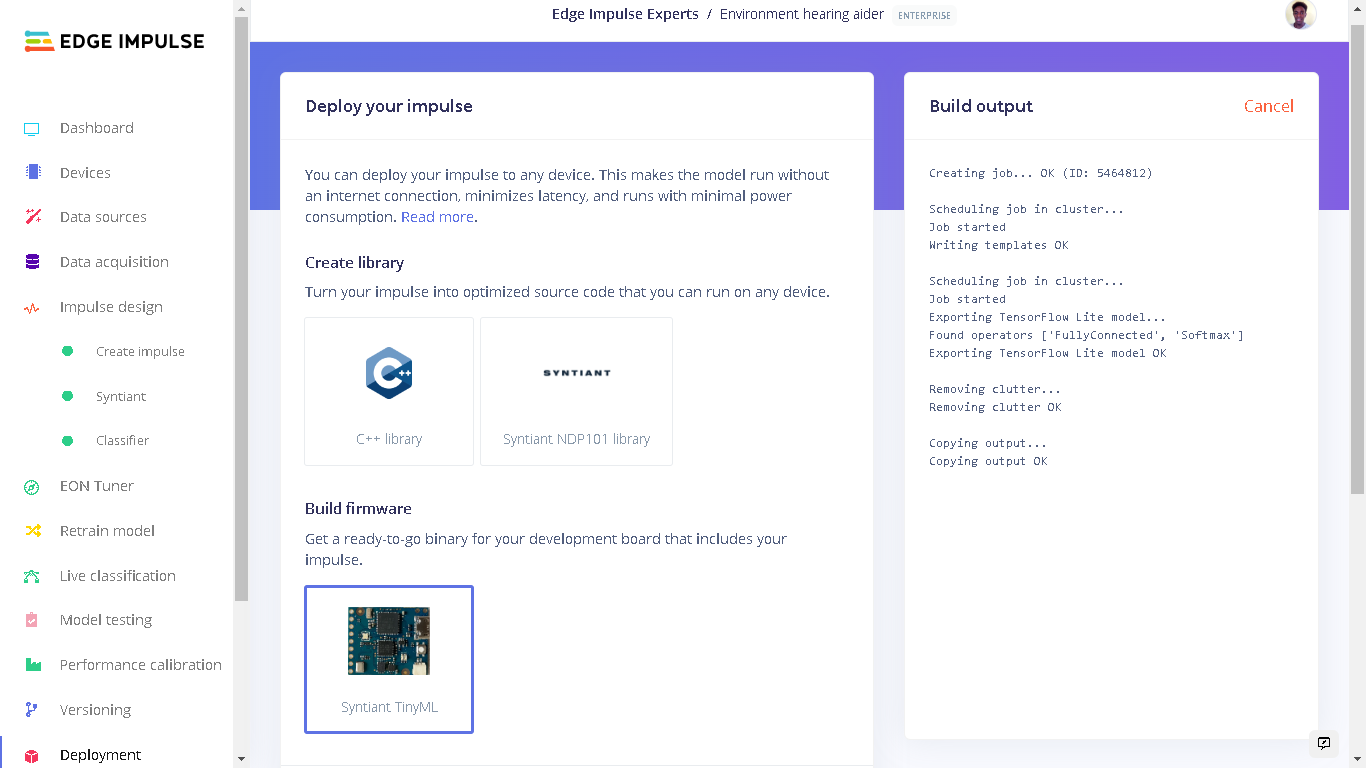 EDGE IMPULSE
Dashboard
Devices
Data sources
Data acquisition
Impulse design
Create impulse
Syntiant
Classifier
EON Tuner
Retrain model
Live classification
Model testing
Performance calibration
Versioning
Deployment
Edge Impulse Experts / Environment hearing aider ENTERPRISE
Deploy your impulse
You can deploy your impulse to any device. This makes the model run without
an internet connection, minimizes latency, and runs with minimal power
consumption. Read more.
Create library
Turn your impulse into optimized source code that you can run on any device.
C++
SYNTIANT
C++ library
Syntiant NDP101 library
Build firmware
Get a ready-to-go binary for your development board that includes your
impulse.
Syntiant TinyML
Build output
Cancel
Creating job... OK (ID: 5464812)
Scheduling job in cluster...
Job started
Writing templates OK
Scheduling job in cluster...
Job started
Exporting TensorFlow Lite model...
Found operators ['FullyConnected', 'Softmax']
Exporting TensorFlow Lite model OK
Removing clutter...
Removing clutter OK
Copying output...
Copying output OK